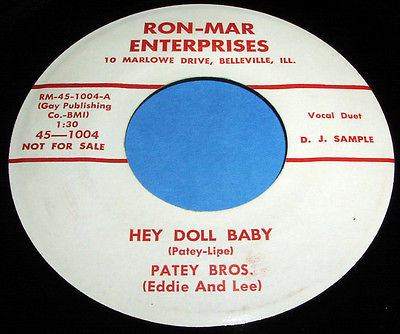 RON-MAR
ENTERPRISES
10 MARLOWE DRIVE, BELLEVILLE, ILL.
RM-45-1004-A
(Gay Publishing
Co.-BMI)
1:30
45—1004
NOT FOR SALE
Vocal Duet
D. J. SAMPLE
HEY DOLL BABY
(Patey-Lipe)
PATEY BROS.
(Eddie And Lee)